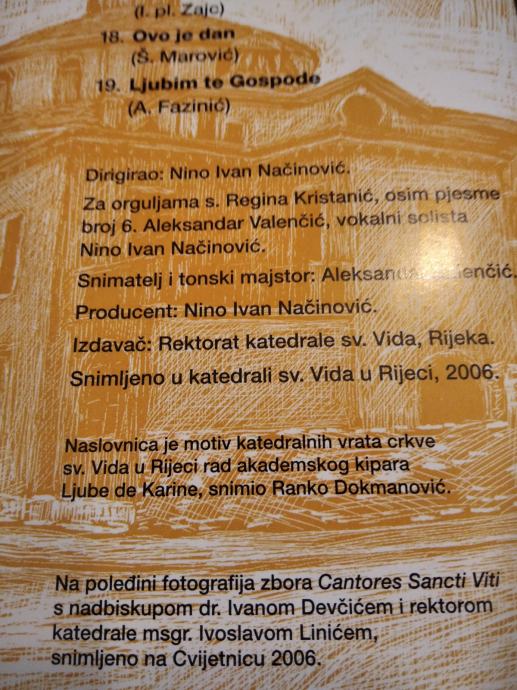 (I. pl. Zajc)
18. Ovo je dan
(Š. Marović)
19. Ljubim te Gospode
(A. Fazinić)
Dirigirao: Nino Ivan Načinović.
Za orguljama s. Regina Kristanić, osim pjesme
broj 6. Aleksandar Valenčić, vokalni solista
Nino Ivan Načinović.
Snimatelj i tonski majstor: Aleksandar Valenčić.
Producent: Nino Ivan Načinović.
Izdavač: Rektorat katedrale sv. Vida, Rijeka.
Snimljeno u katedrali sv. Vida u Rijeci, 2006.
Naslovnica je motiv katedralnih vrata crkve
sv. Vida u Rijeci rad akademskog kipara
Ljube de Karine, snimio Ranko Dokmanović.
Na poleđini fotografija zbora Cantores Sancti Viti
s nadbiskupom dr. Ivanom Devčićem i rektorom
katedrale msgr. Ivoslavom Linićem,
snimljeno na Cvijetnicu 2006.